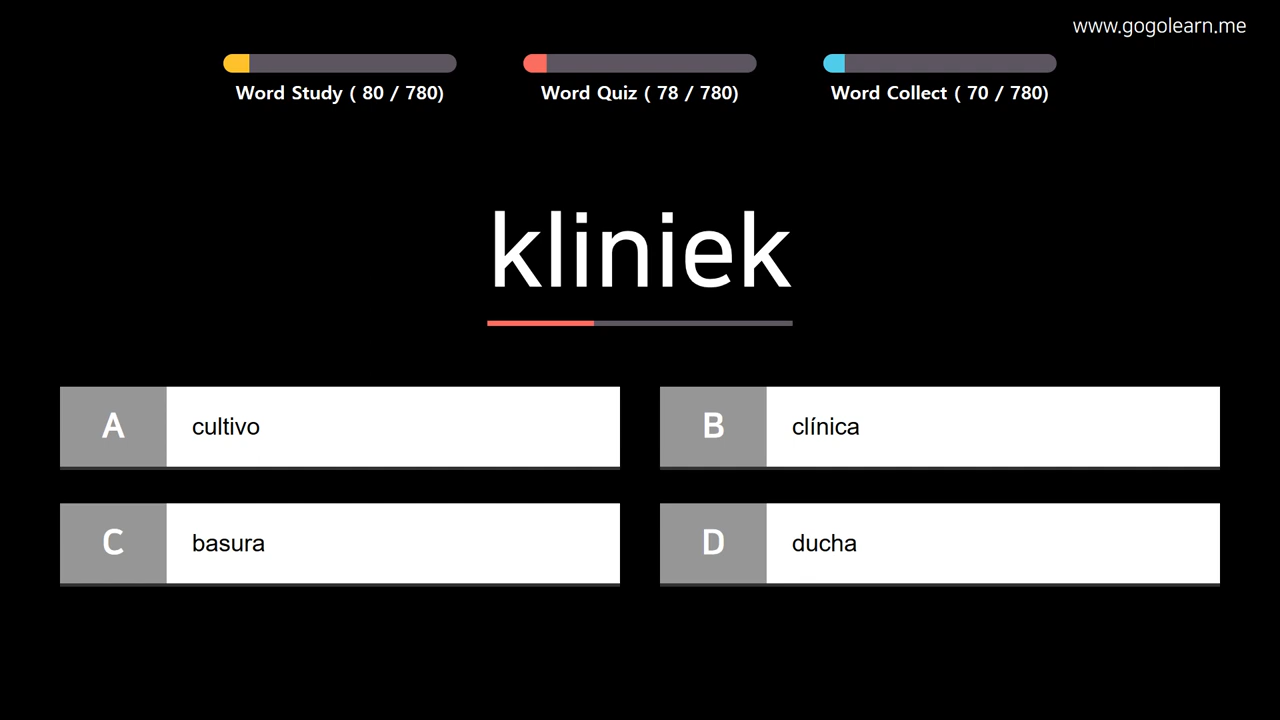 www.gogolearn.me
Word Study ( 80 / 780)
Word Quiz ( 78 / 780)
Word Collect ( 70 / 780)
kliniek
A cultivo
B clínica
C basura
D ducha